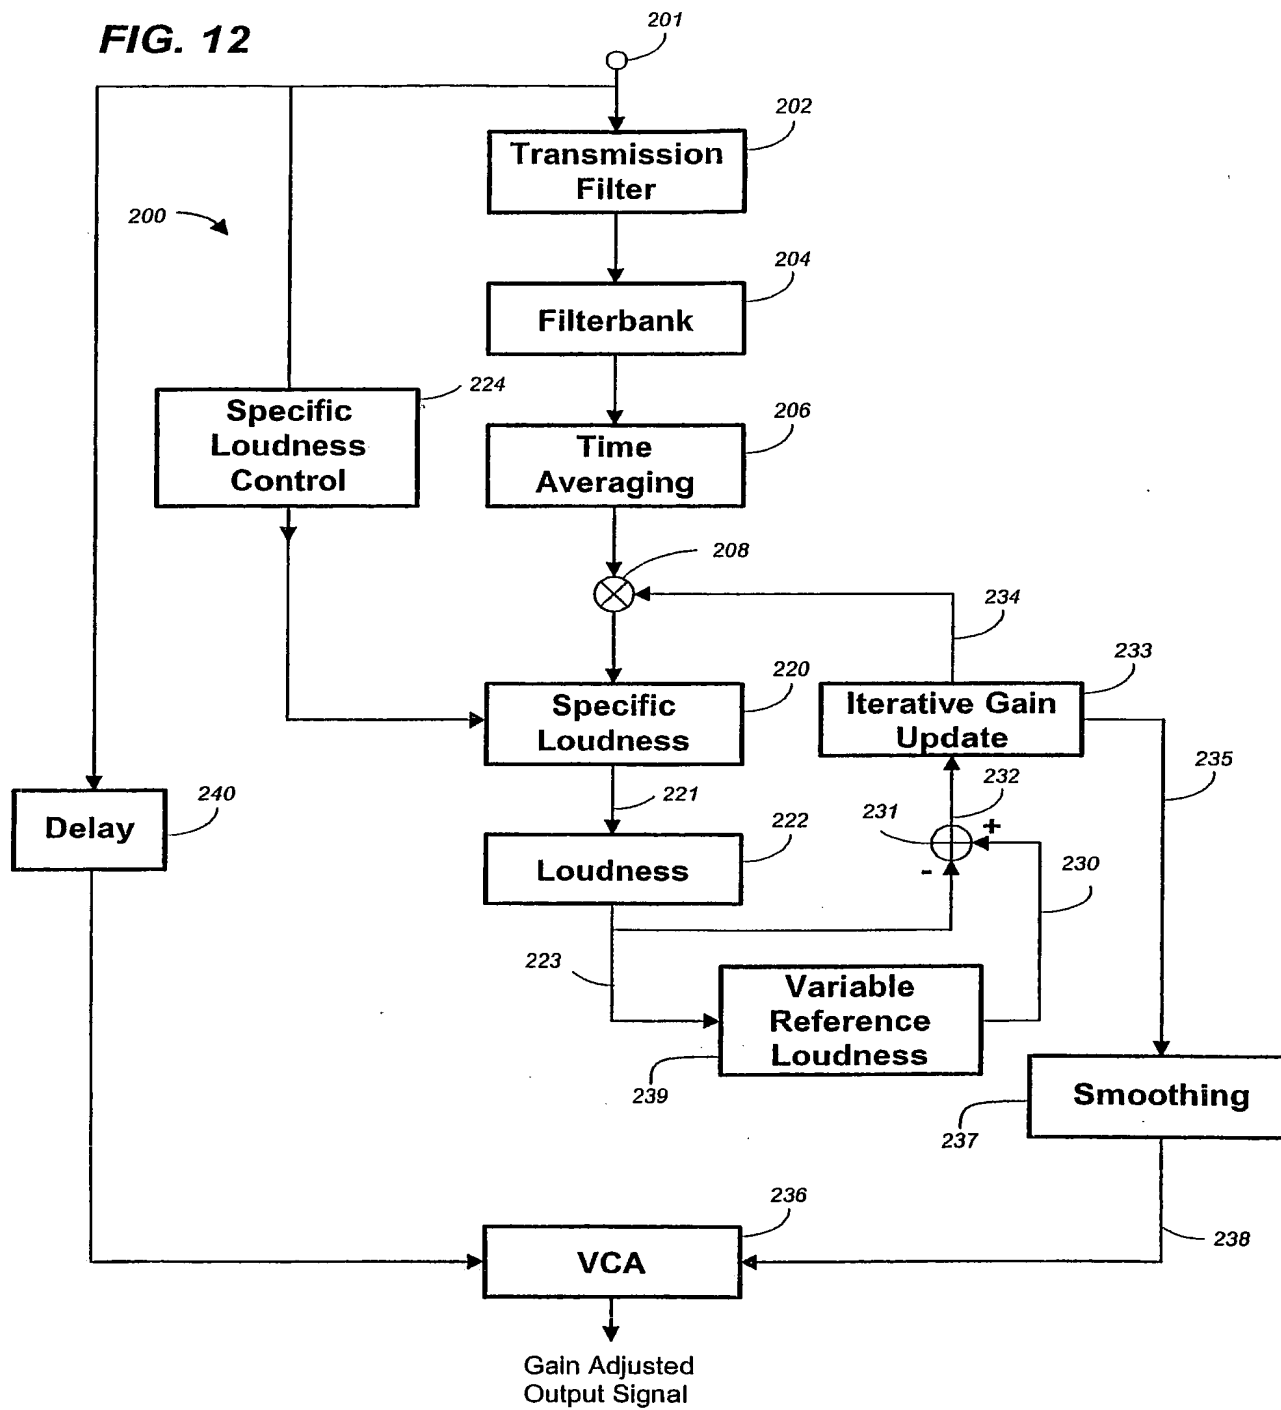 FIG. 12
201
202
Transmission
Filter
200
204
Filterbank
224
Specific
Loudness
Control
206
Time
Averaging
208
234
233
220
Specific
Loudness
Iterative Gain
Update
235
232
221
240
Delay
231
+
222
Loudness
-
230
223
Variable
Reference
Loudness
239
Smoothing
237
236
VCA
238
Gain Adjusted
Output Signal